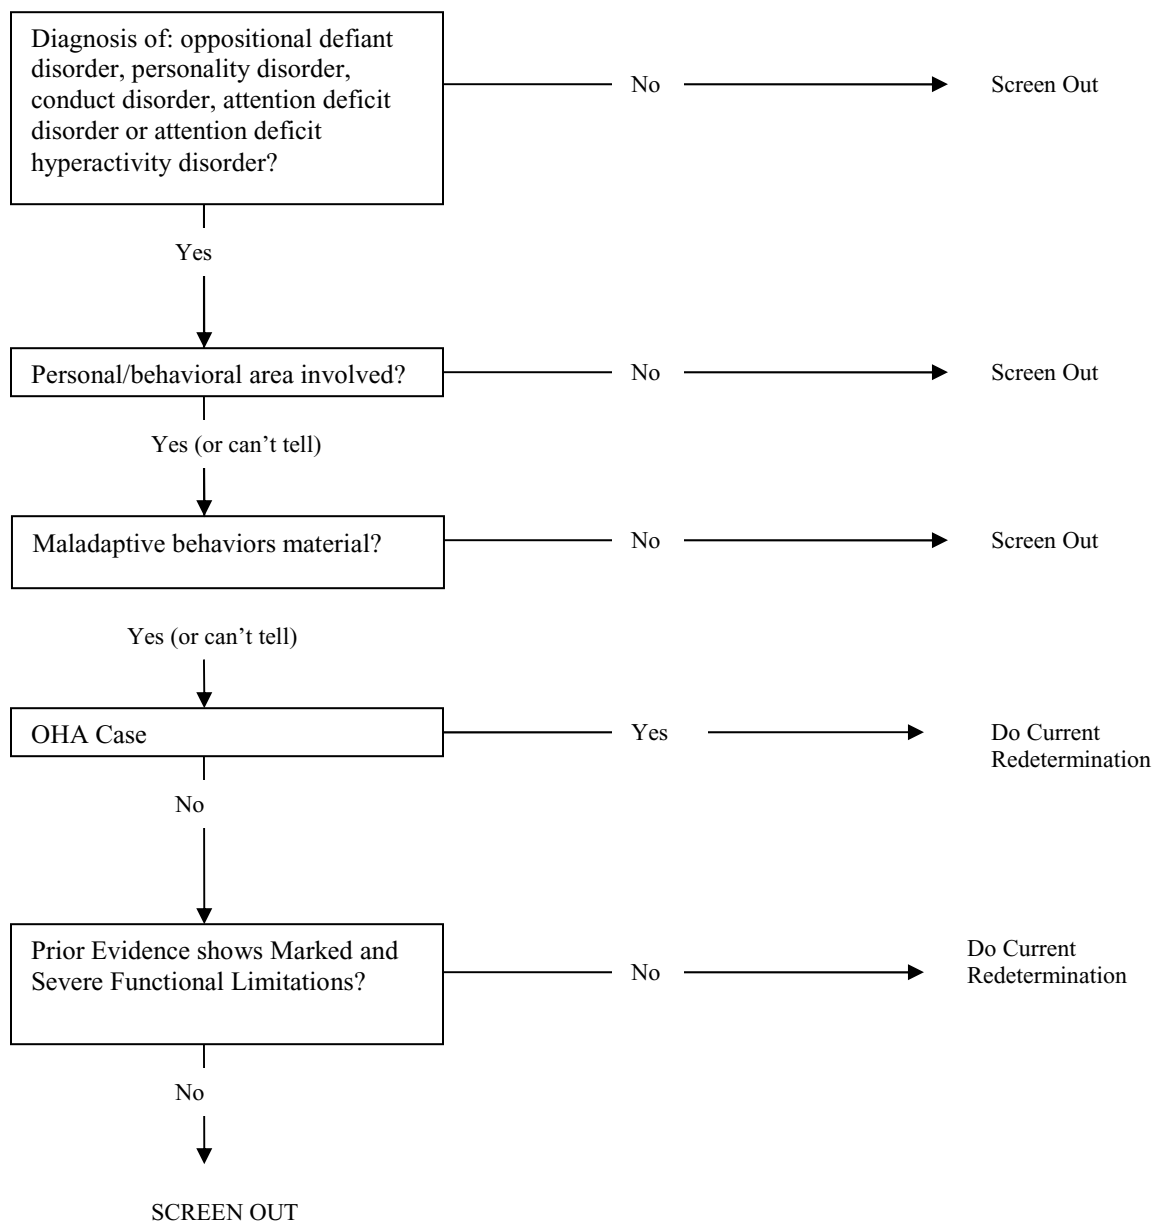 Diagnosis of: oppositional defiant
disorder, personality disorder,
conduct disorder, attention deficit
disorder or attention deficit
hyperactivity disorder?
No
Screen Out
Yes
Personal/behavioral area involved?
No
Screen Out
Yes (or can’t tell)
Maladaptive behaviors material?
No
Screen Out
Yes (or can’t tell)
OHA Case
Yes
Do Current
Redetermination
No
Prior Evidence shows Marked and
Severe Functional Limitations?
No
Do Current
Redetermination
No
SCREEN OUT